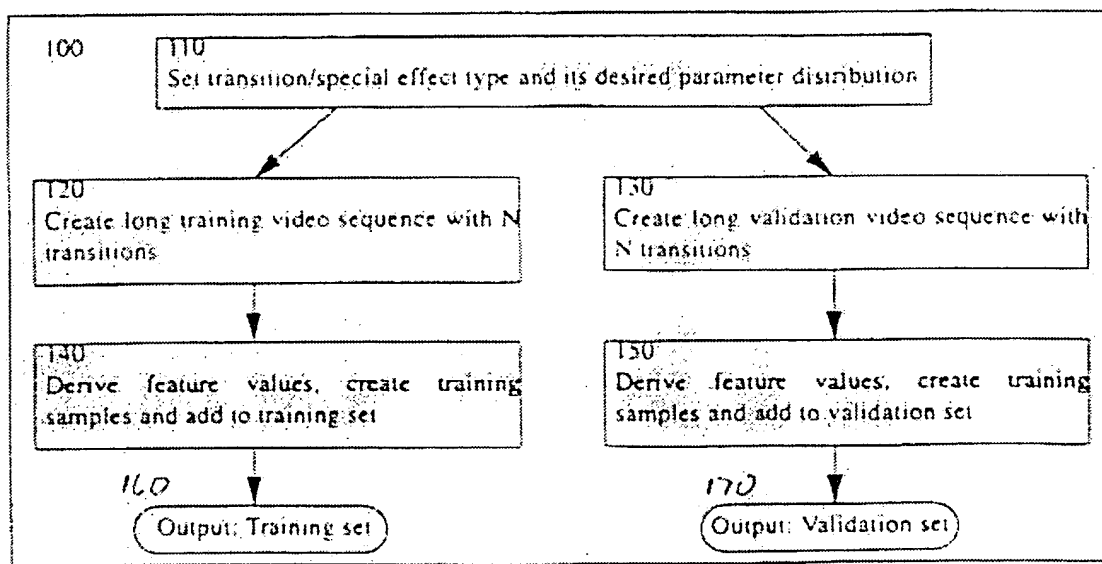 100
110
Set transition/special effect type and its desired parameter distribution
120
Create long training video sequence with N
transitions
130
Create long validation video sequence with
N transitions
140
Derive feature values, create training
samples and add to training set
150
Derive feature values, create training
samples and add to validation set
160
Output: Training set
170
Output: Validation set